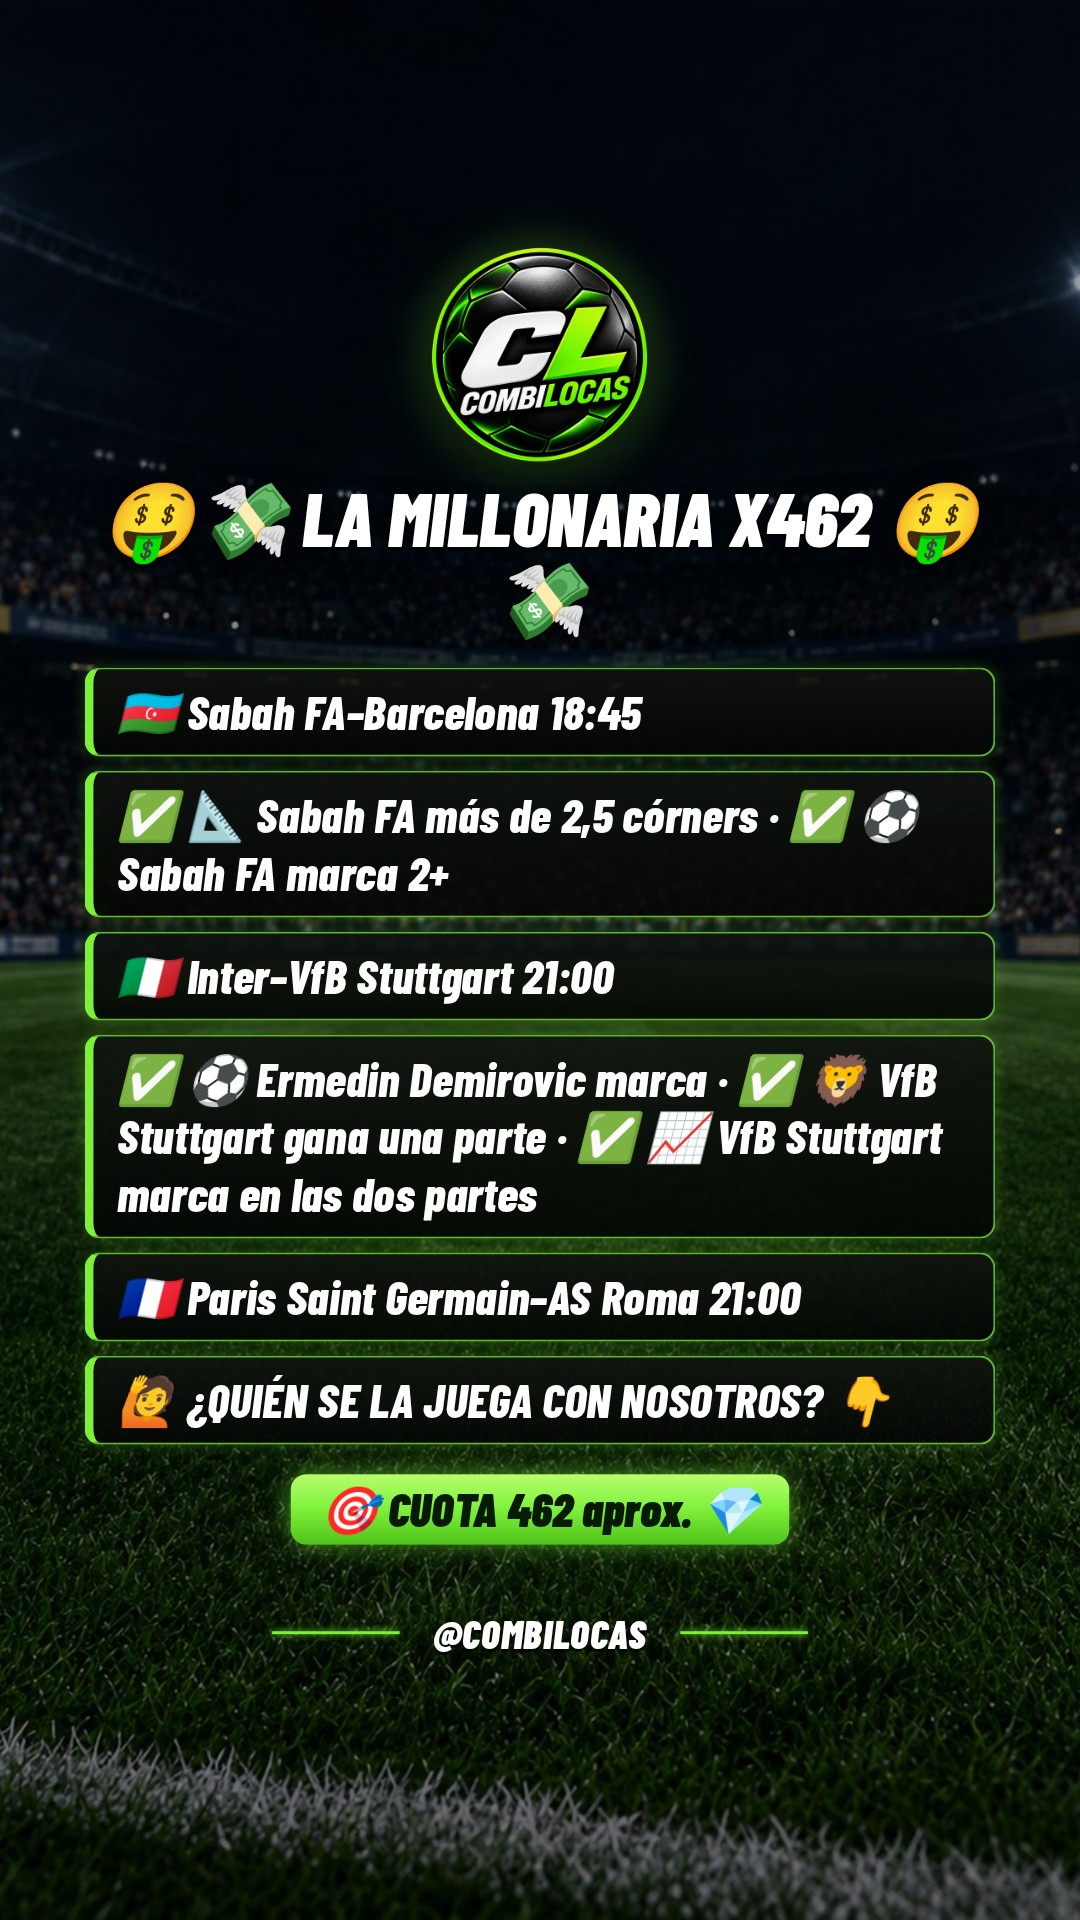 CL
COMBILOCAS
🤑💸 LA MILLONARIA X462 🤑
💸
🇦🇿 Sabah FA-Barcelona 18:45
✅📐 Sabah FA más de 2,5 córners · ✅⚽
Sabah FA marca 2+
🇮🇹 Inter-VfB Stuttgart 21:00
✅⚽ Ermedin Demirovic marca · ✅🦁 VfB
Stuttgart gana una parte · ✅📈 VfB Stuttgart
marca en las dos partes
🇫🇷 Paris Saint Germain-AS Roma 21:00
🙋 ¿QUIÉN SE LA JUEGA CON NOSOTROS? 👇
🎯 CUOTA 462 aprox. 💎
@COMBILOCAS